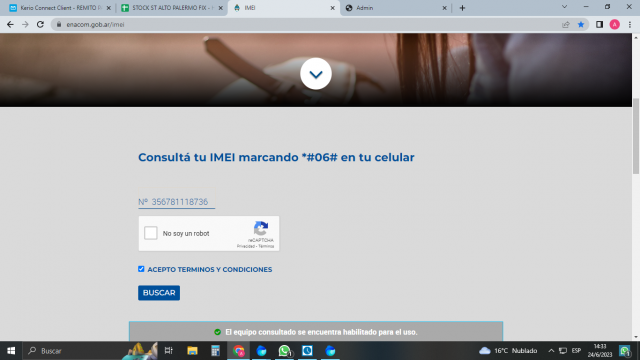 Kerio Connect Client - REMITO
STOCK ST ALTO PALERMO FIX -
IMEI
Admin
enacom.gob.ar/imei
A
Consultá tu IMEI marcando *#06# en tu celular
Nº 356781118736
No soy un robot
reCAPTCHA
Privacidad - Términos
ACEPTO TERMINOS Y CONDICIONES
BUSCAR
El equipo consultado se encuentra habilitado para el uso.
Buscar
16°C Nublado
ESP
14:33
24/6/2023